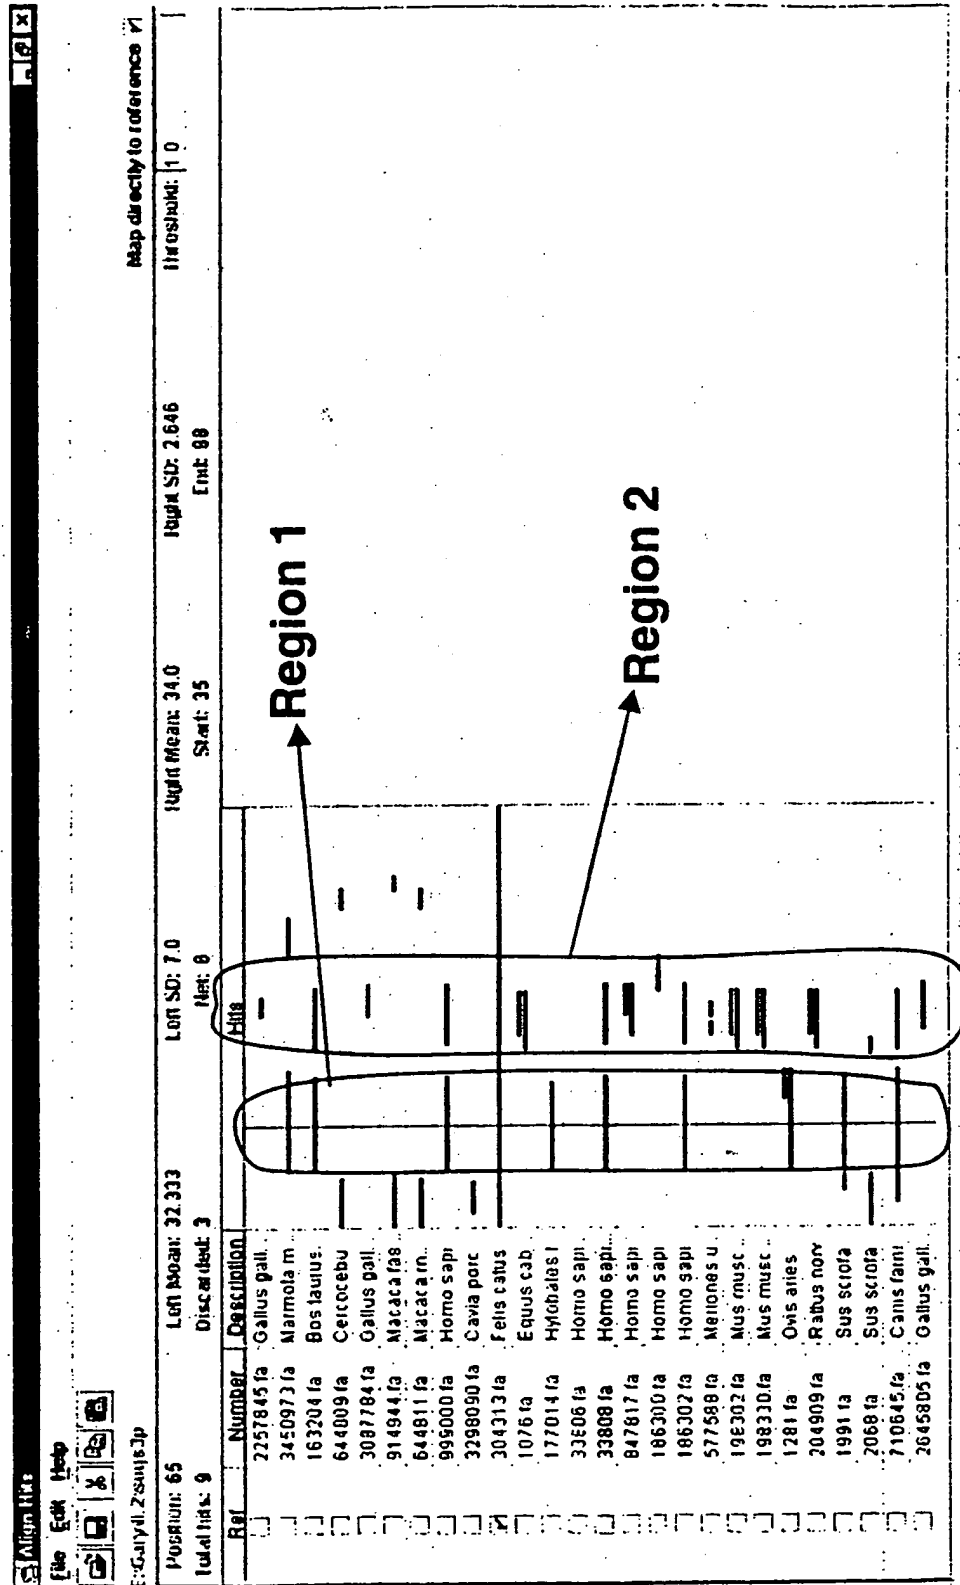 Align Hits
File Edit Help
Map directly to reference
Position: 65 Left Mean: 32.333 Left SD: 7.0 Right Mean: 34.0 Right SD: 2.646 Threshold: 1 0
Total hits: 9 Discarded: 3 Net: 6 Start: 35 End: 88
Ref Number Description Hits
2257845 fa Gallus gall...
3450973 fa Marmota m...
163204 fa Bos taurus.
644809 fa Cercocebu
3087784 fa Gallus gall...
914944.fa Macaca fas
644811 fa Macaca m...
999000 fa Homo sapi
3298090 fa Cavia porc
304313 fa Felis catus
1076 fa Equus cab
177014 fa Hylobates l
33806 fa Homo sapi...
33808 fa Homo sapi...
847817 fa Homo sapi
186300 fa Homo sapi
186302 fa Homo sapi
577588 fa Meriones u
198302 fa Mus musc...
198330.fa Mus musc...
1281 fa Ovis aries
204909 fa Rattus norv
1991 fa Sus scrofa
2068 fa Sus scrofa
710645.fa Canis fami
2645805 fa Gallus gall...
Region 1
Region 2